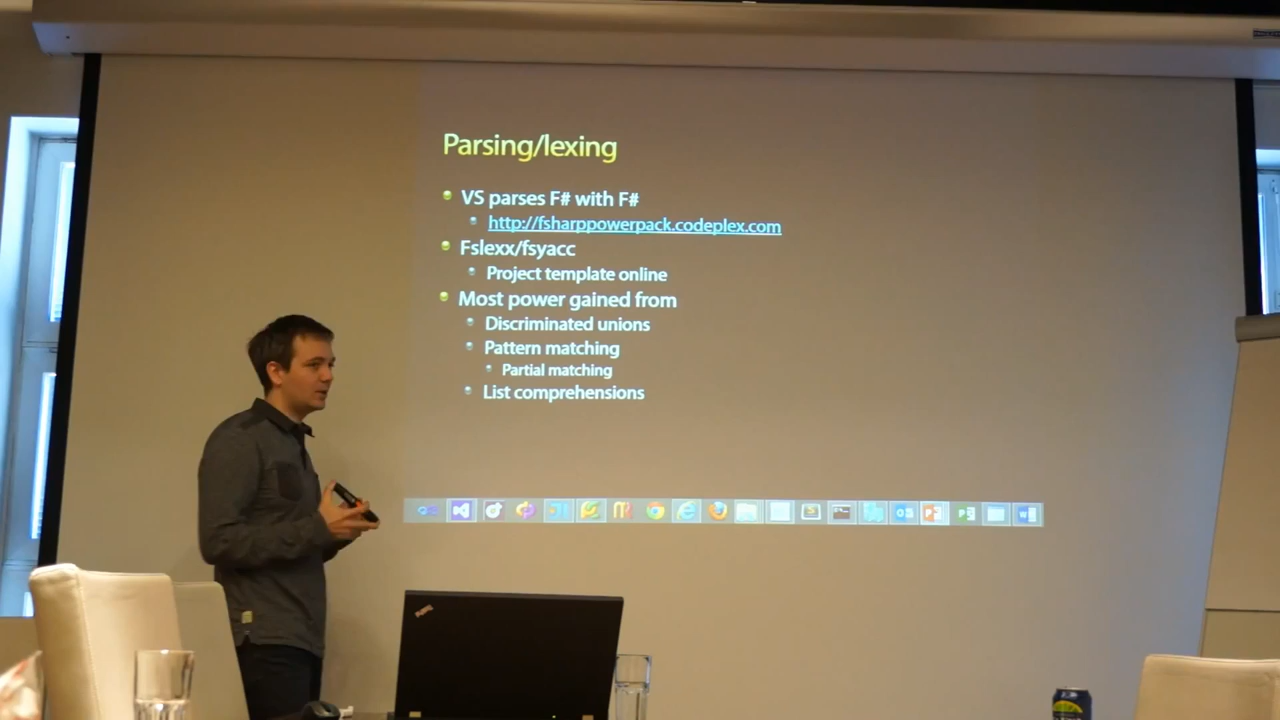 Parsing/lexing
VS parses F# with F#
http://fsharppowerpack.codeplex.com
Fslexx/fsyacc
Project template online
Most power gained from
Discriminated unions
Pattern matching
Partial matching
List comprehensions